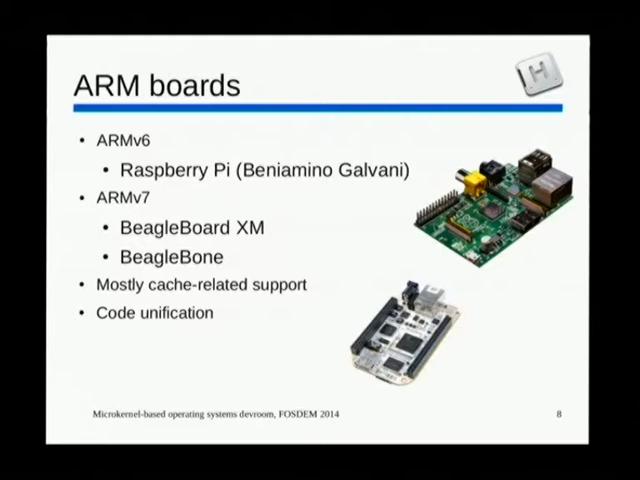 ARM boards
H
• ARMv6
• Raspberry Pi (Beniamino Galvani)
• ARMv7
• BeagleBoard XM
• BeagleBone
• Mostly cache-related support
• Code unification
Microkernel-based operating systems devroom, FOSDEM 2014
8